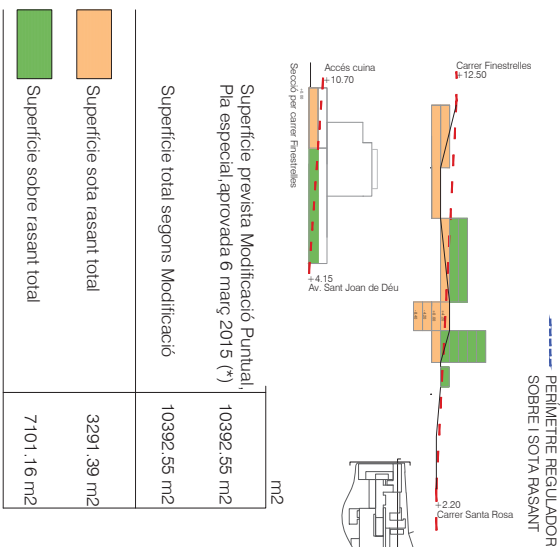 PERÍMETRE REGULADOR
SOBRE I SOTA RASANT
Carrer Finestrelles
+12.50
Accés cuina
+10.70
Secció per carrer Finestrelles
+4.15
Av. Sant Joan de Déu
+2.20
Carrer Santa Rosa
m2
Superfície prevista Modificació Puntual,
Pla especial,aprovada 6 març 2015 (*) 10392.55 m2
Superfície total segons Modificació 10392.55 m2
Superfície sota rasant total 3291.39 m2
Superfície sobre rasant total 7101.16 m2